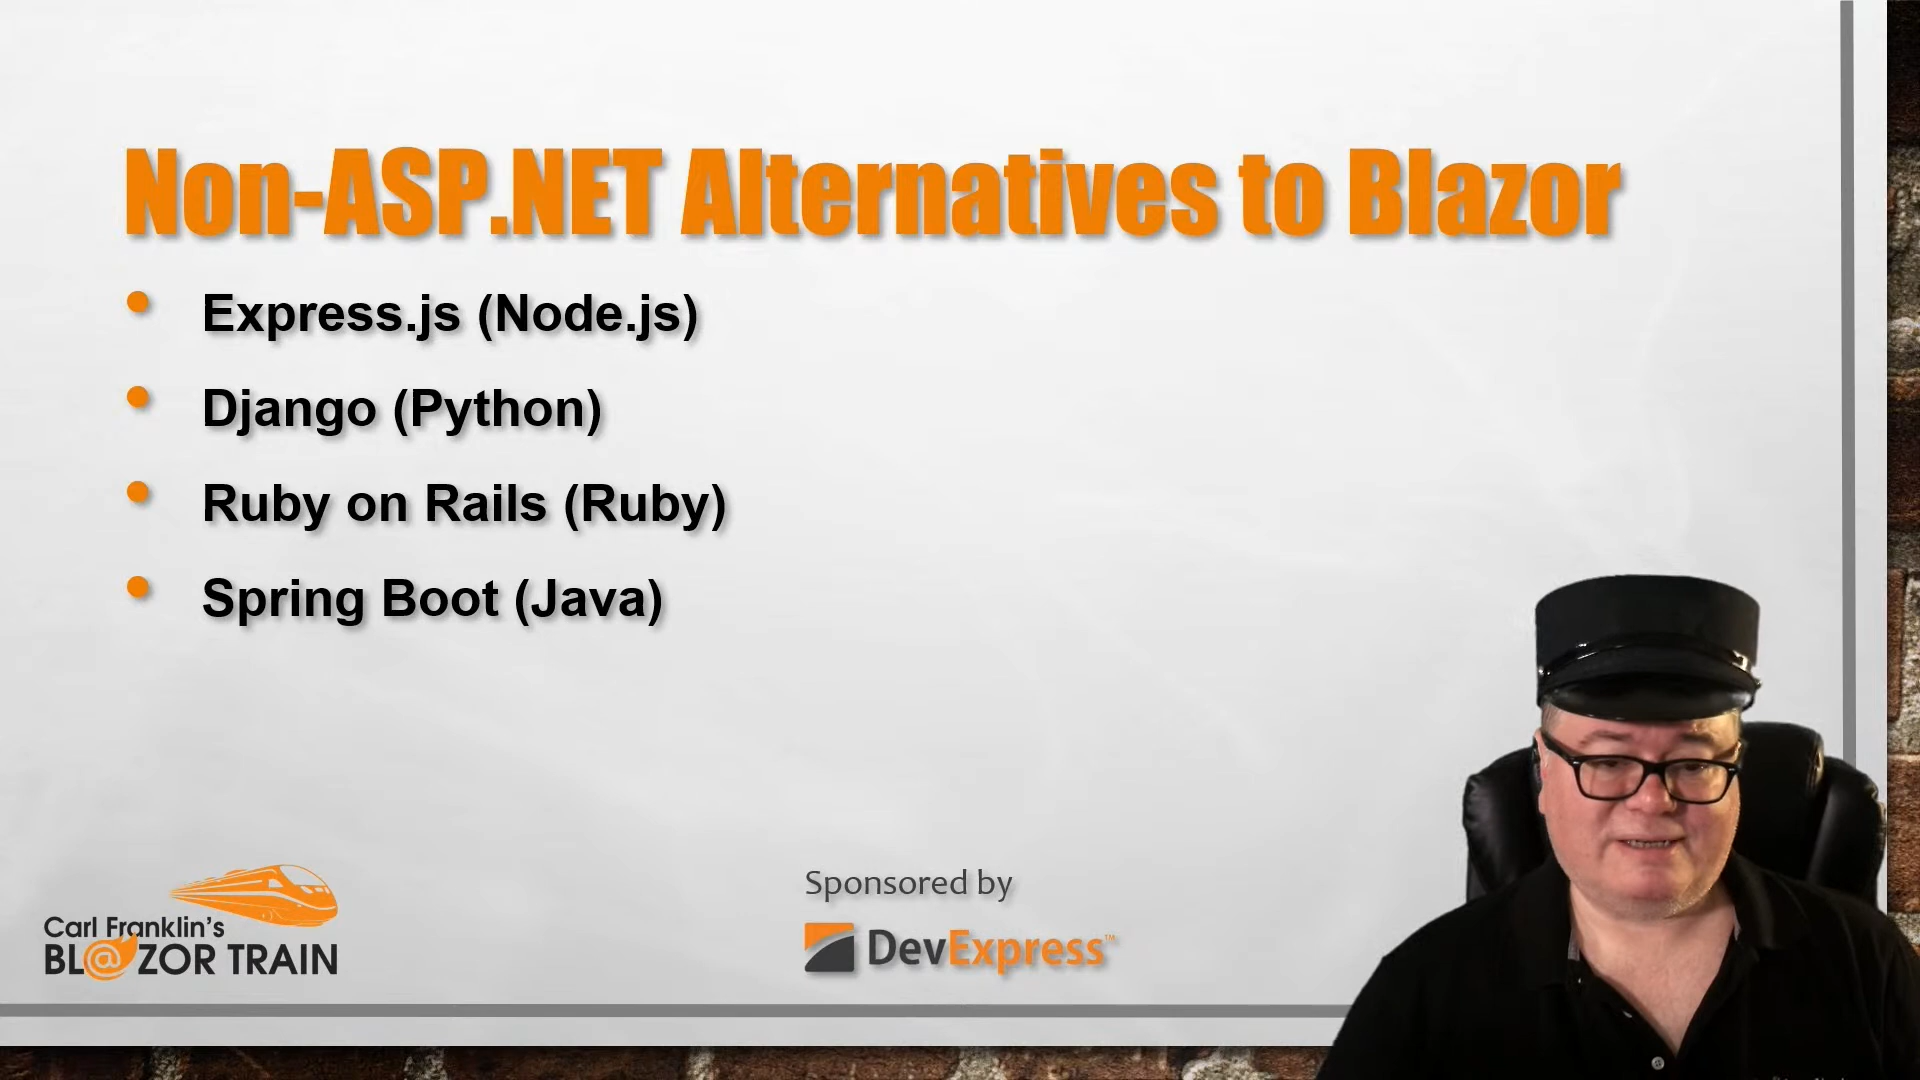 Non-ASP.NET Alternatives to Blazor
• Express.js (Node.js)
• Django (Python)
• Ruby on Rails (Ruby)
• Spring Boot (Java)
Carl Franklin's
BL@ZOR TRAIN
Sponsored by
DevExpress™